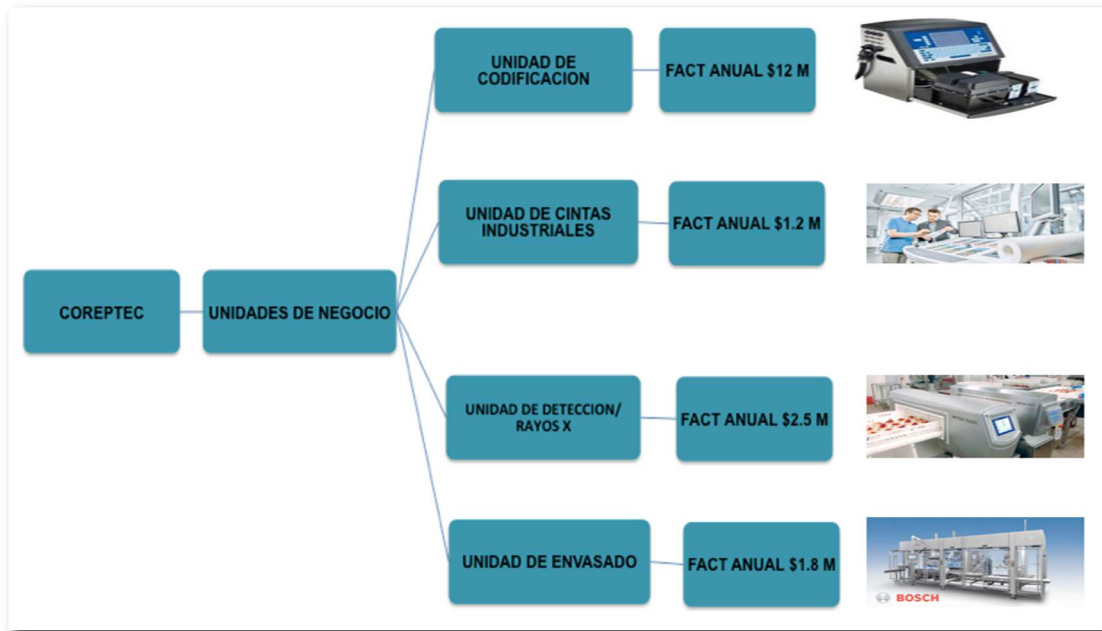 UNIDAD DE
CODIFICACION
FACT ANUAL $12 M
UNIDAD DE CINTAS
INDUSTRIALES
FACT ANUAL $1.2 M
COREPTEC
UNIDADES DE NEGOCIO
UNIDAD DE DETECCION/
RAYOS X
FACT ANUAL $2.5 M
UNIDAD DE ENVASADO
FACT ANUAL $1.8 M
BOSCH